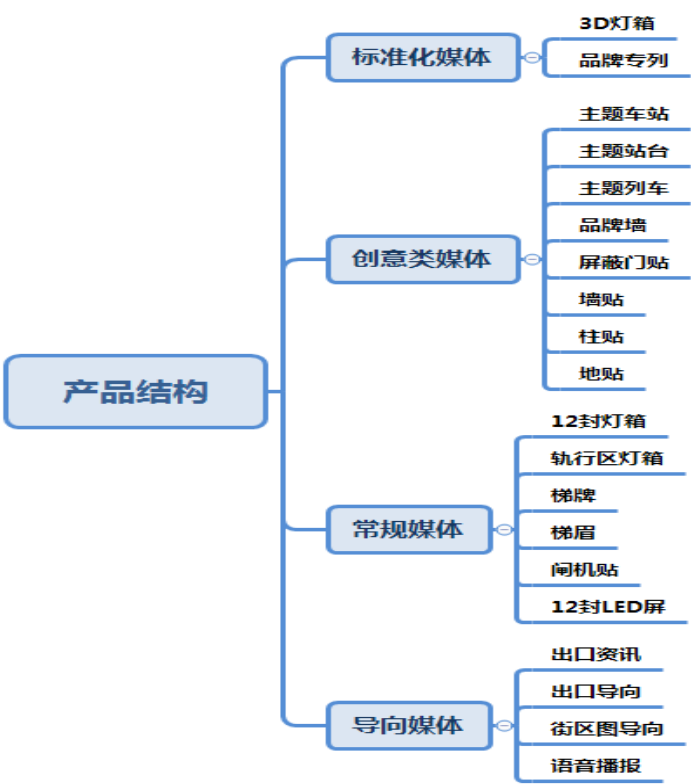 产品结构
标准化媒体
3D灯箱
品牌专列
创意类媒体
主题车站
主题站台
主题列车
品牌墙
屏蔽门贴
墙贴
柱贴
地贴
常规媒体
12封灯箱
轨行区灯箱
梯牌
梯眉
闸机贴
12封LED屏
导向媒体
出口资讯
出口导向
街区图导向
语音播报